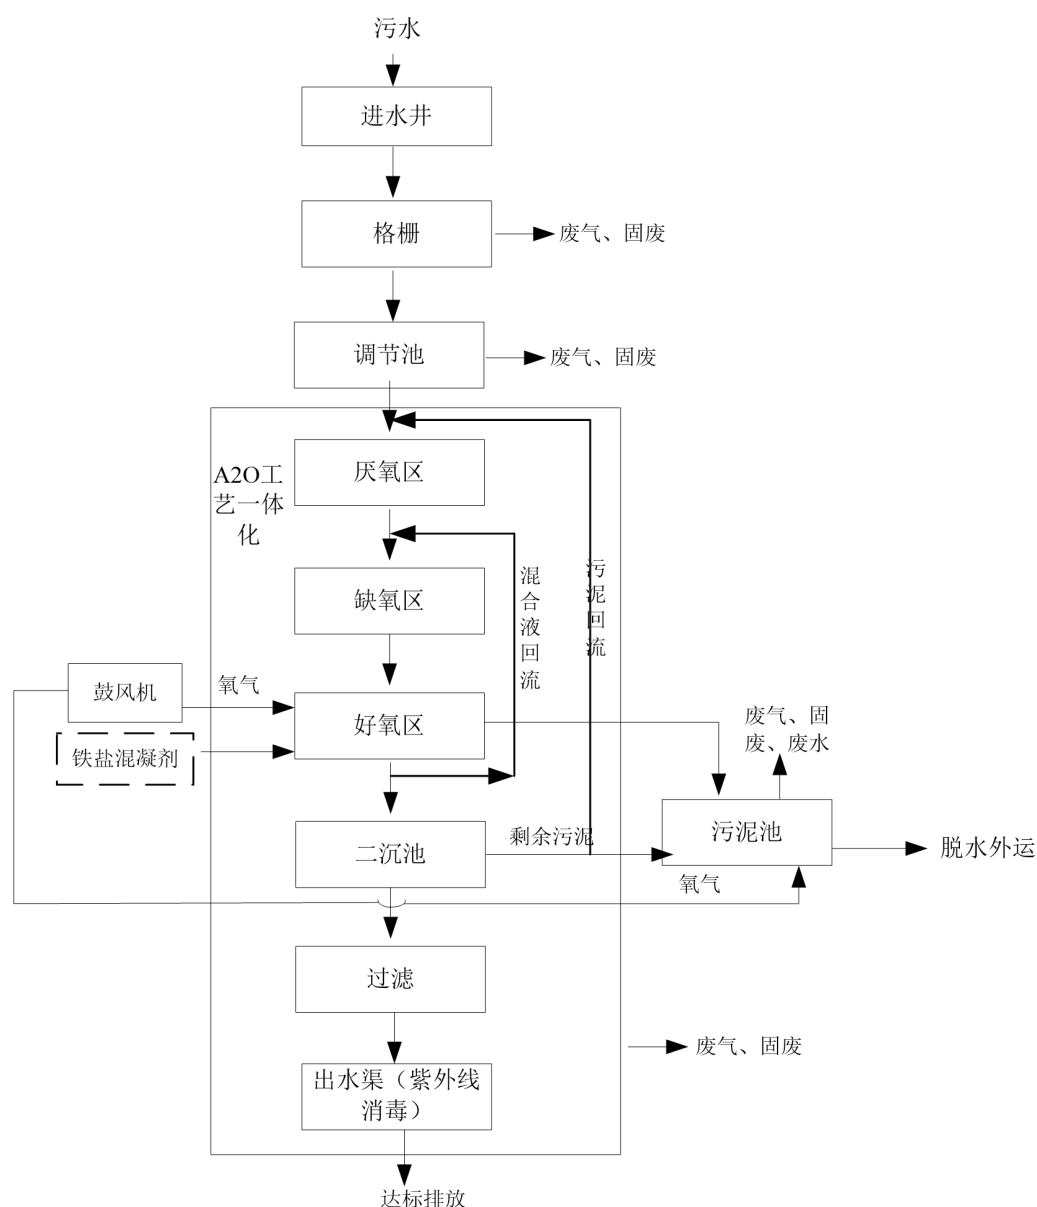 污水
进水井
格栅
废气、固废
调节池
废气、固废
A2O工
艺一体
化
厌氧区
缺氧区
混合液回流
污泥回流
鼓风机
氧气
好氧区
铁盐混凝剂
废气、固
废、废水
二沉池
剩余污泥
污泥池
脱水外运
氧气
过滤
废气、固废
出水渠（紫外线
消毒）
达标排放